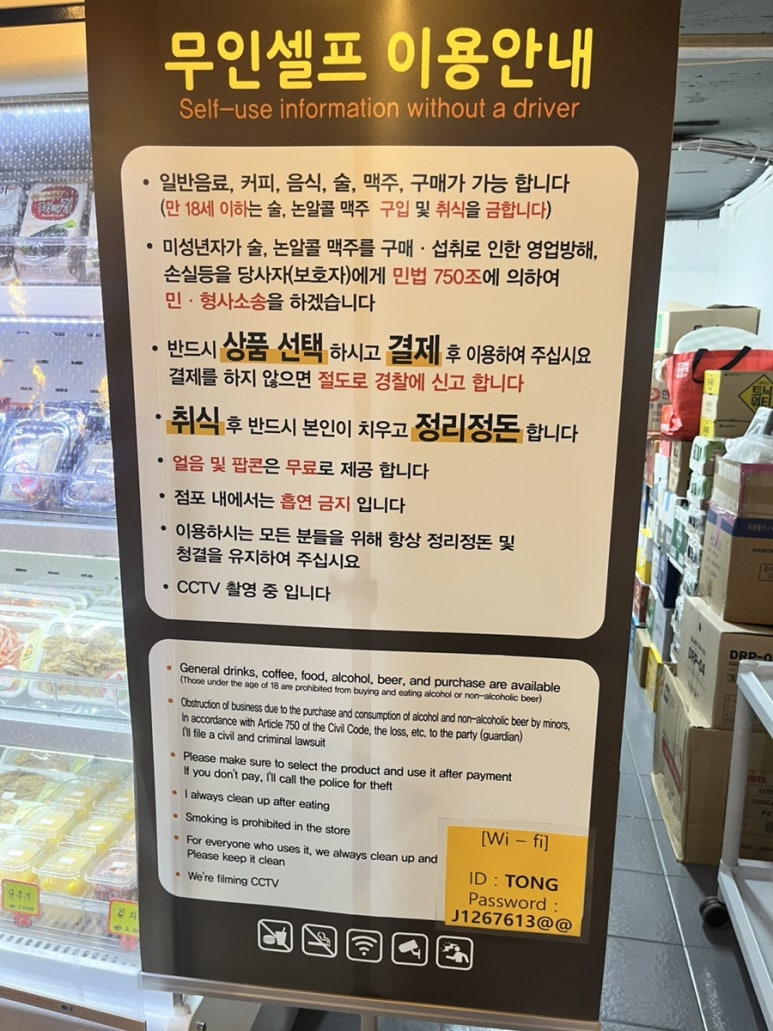 무인셀프 이용안내
Self-use information without a driver
• 일반음료, 커피, 음식, 술, 맥주, 구매가 가능 합니다
(만 18세 이하는 술, 논알콜 맥주 구입 및 취식을 금합니다)
• 미성년자가 술, 논알콜 맥주를 구매 · 섭취로 인한 영업방해,
손실등을 당사자(보호자)에게 민법 750조에 의하여
민 · 형사소송을 하겠습니다
• 반드시 상품 선택 하시고 결제 후 이용하여 주십시요
결제를 하지 않으면 절도로 경찰에 신고 합니다
• 취식 후 반드시 본인이 치우고 정리정돈 합니다
• 얼음 및 팝콘은 무료로 제공 합니다
• 점포 내에서는 흡연 금지 입니다
• 이용하시는 모든 분들을 위해 항상 정리정돈 및
청결을 유지하여 주십시요
• CCTV 촬영 중 입니다
• General drinks, coffee, food, alcohol, beer, and purchase are available
(Those under the age of 18 are prohibited from buying and eating alcohol or non-alcoholic beer)
• Obstruction of business due to the purchase and consumption of alcohol and non-alcoholic beer by minors,
In accordance with Article 750 of the Civil Code, the loss, etc, to the party (guardian)
I'll file a civil and criminal lawsuit
• Please make sure to select the product and use it after payment
If you don't pay, I'll call the police for theft
• I always clean up after eating
• Smoking is prohibited in the store
• For everyone who uses it, we always clean up and
Please keep it clean
• We're filming CCTV
[Wi - fi]
ID : TONG
Password :
J1267613@@
토닉
워터
DRP-04